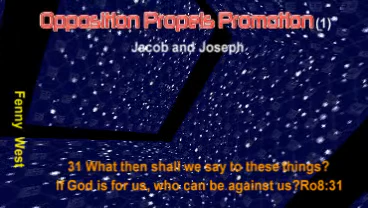 Opposition Propels Promotion (1)
Jacob and Joseph
Fenny West
31 What then shall we say to these things?
If God is for us, who can be against us?Ro8:31